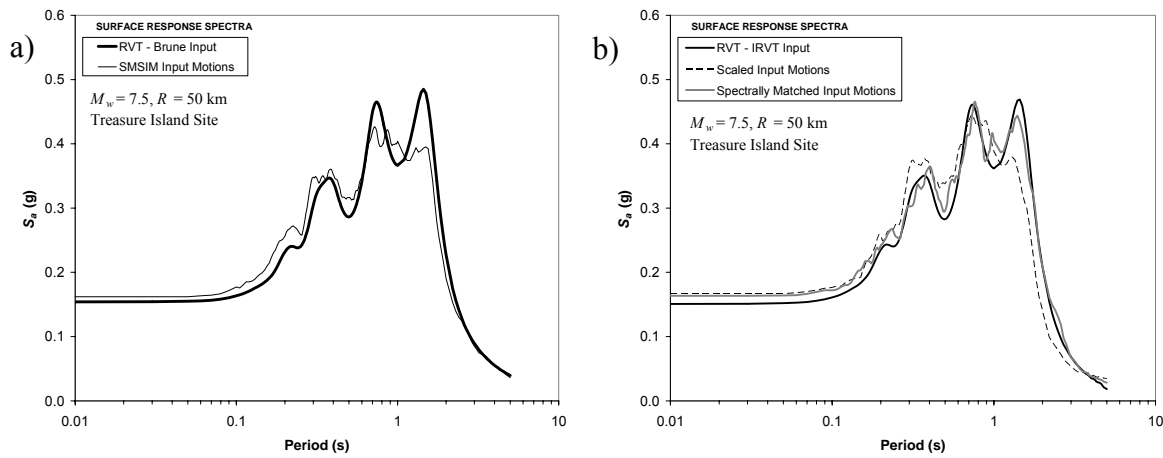 a)
SURFACE RESPONSE SPECTRA
RVT - Brune Input
SMSIM Input Motions
M_w = 7.5, R = 50 km
Treasure Island Site
0.6
0.5
0.4
0.3
0.2
0.1
0.0
S_a (g)
0.01 0.1 1 10
Period (s)
b)
SURFACE RESPONSE SPECTRA
RVT - IRVT Input
Scaled Input Motions
Spectrally Matched Input Motions
M_w = 7.5, R = 50 km
Treasure Island Site
0.6
0.5
0.4
0.3
0.2
0.1
0.0
S_a (g)
0.01 0.1 1 10
Period (s)